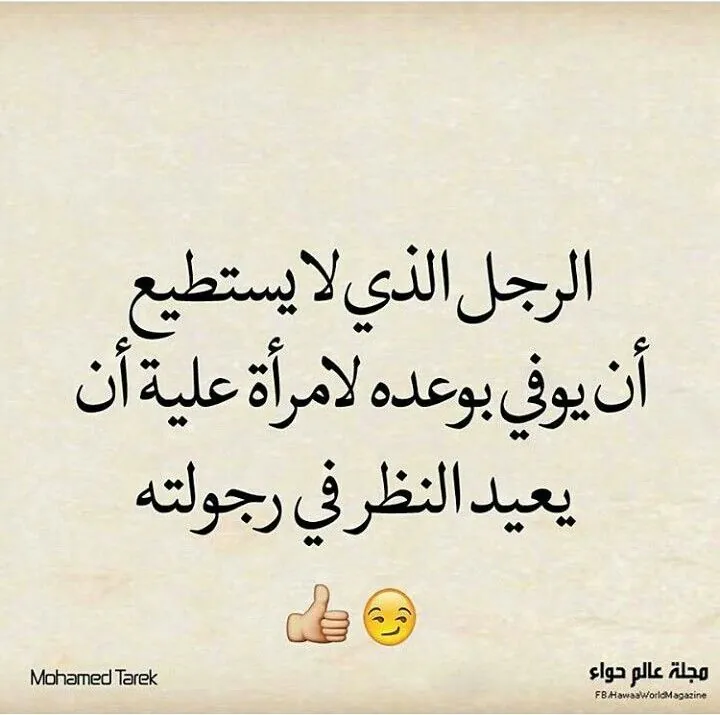 الرجل الذي لا يستطيع
أن يوفي بوعده لامرأة علية أن
يعيد النظر في رجولته
👍😏
Mohamed Tarek
مجلة عالم حواء
FB/HawaaWorldMagazine